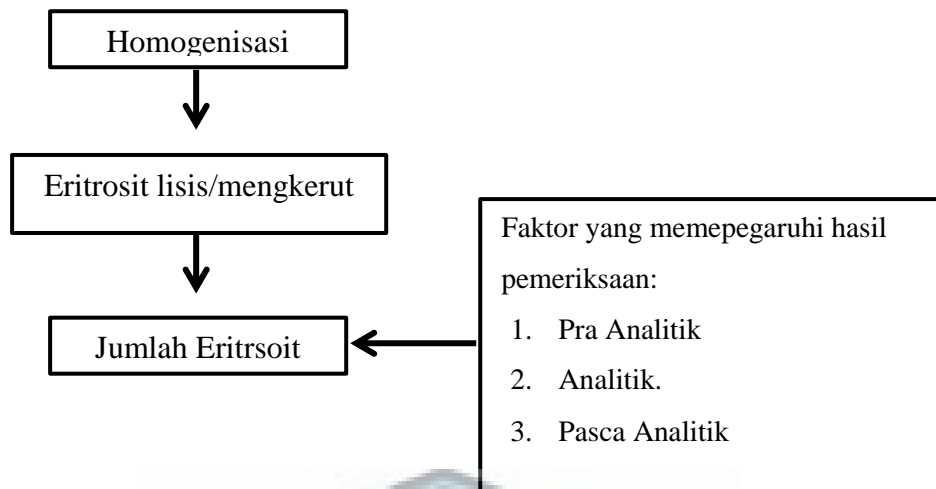 Homogenisasi
Eritrosit lisis/mengkerut
Jumlah Eritrsoit
Faktor yang memepegaruhi hasil
pemeriksaan:
1. Pra Analitik
2. Analitik.
3. Pasca Analitik